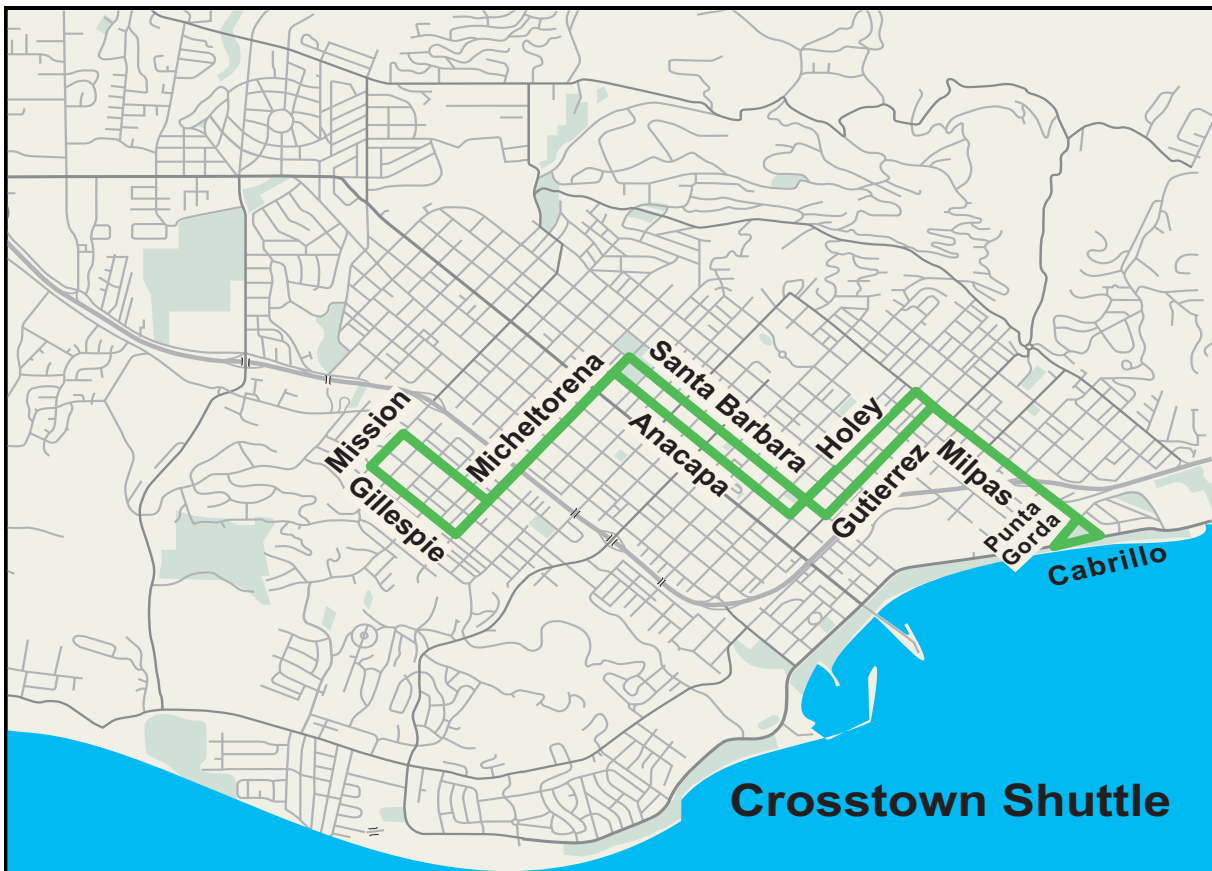 Mission
Gillespie
Micheltorena
Santa Barbara
Anacapa
Holey
Gutierrez
Milpas
Punta
Gorda
Cabrillo
Crosstown Shuttle